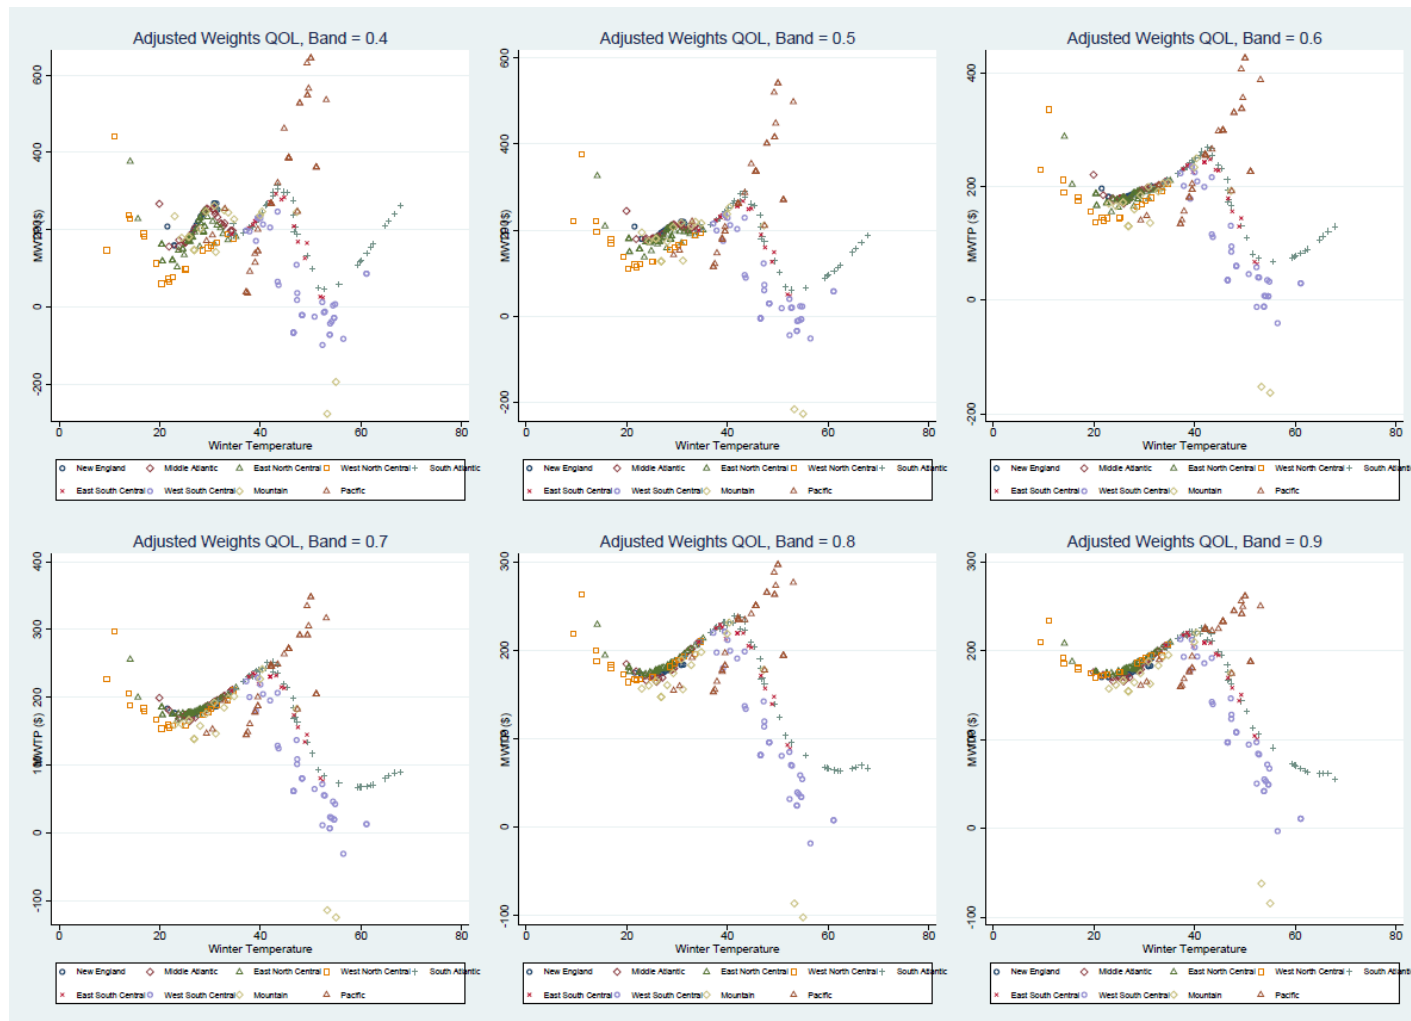 Adjusted Weights QOL, Band = 0.4
600
400
200
0
-200
MWTP ($)
0 20 40 60 80
Winter Temperature
New England Middle Atlantic East North Central West North Central South Atlantic
East South Central West South Central Mountain Pacific
Adjusted Weights QOL, Band = 0.5
600
400
200
0
-200
MWTP ($)
0 20 40 60 80
Winter Temperature
New England Middle Atlantic East North Central West North Central South Atlantic
East South Central West South Central Mountain Pacific
Adjusted Weights QOL, Band = 0.6
400
200
0
-200
MWTP ($)
0 20 40 60 80
Winter Temperature
New England Middle Atlantic East North Central West North Central South Atlanti
East South Central West South Central Mountain Pacific
Adjusted Weights QOL, Band = 0.7
400
300
200
100
0
-100
MWTP ($)
0 20 40 60 80
Winter Temperature
New England Middle Atlantic East North Central West North Central South Atlantic
East South Central West South Central Mountain Pacific
Adjusted Weights QOL, Band = 0.8
300
200
100
0
-100
MWTP ($)
0 20 40 60 80
Winter Temperature
New England Middle Atlantic East North Central West North Central South Atlantic
East South Central West South Central Mountain Pacific
Adjusted Weights QOL, Band = 0.9
300
200
100
0
-100
MWTP ($)
0 20 40 60 80
Winter Temperature
New England Middle Atlantic East North Central West North Central South Atlanti
East South Central West South Central Mountain Pacific